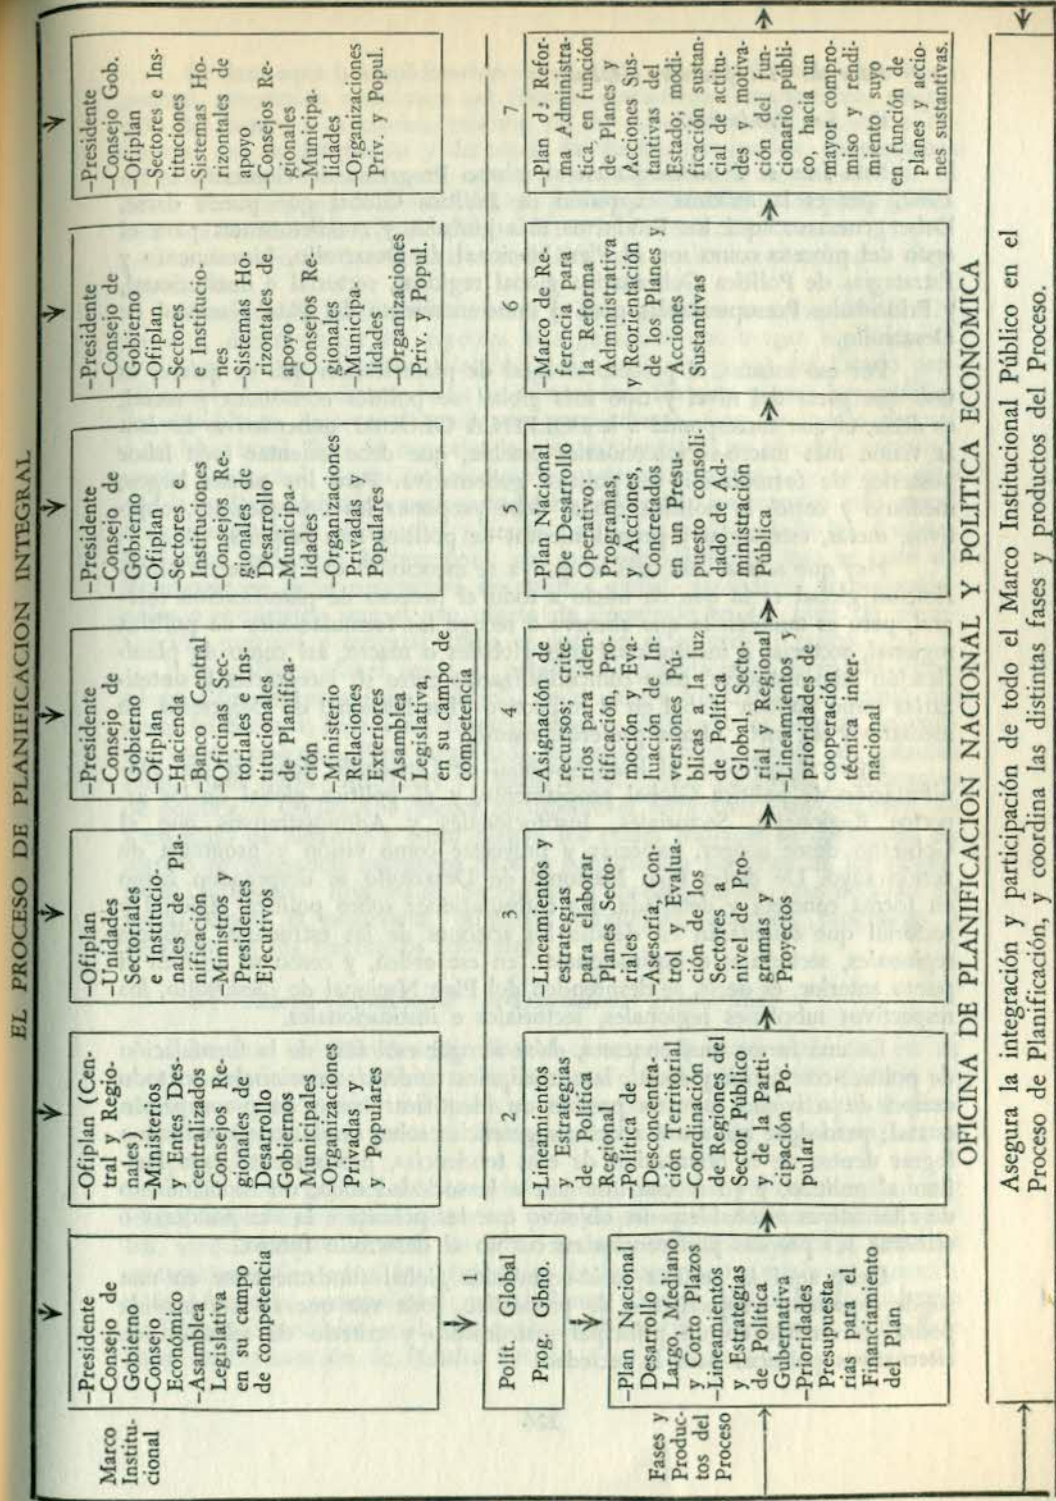 EL PROCESO DE PLANIFICACION INTEGRAL
Marco
Institu-
cional
–Presidente
–Consejo de
Gobierno
–Consejo
Económico
–Asamblea
Legislativa
en su campo
de competencia
–Ofiplan (Cen-
tral y Regio-
nales)
–Ministerios
y Entes Des
centralizados
–Consejos Re-
gionales de
Desarrollo
–Gobiernos
Municipales
–Organizaciones
Privadas y
y Populares
–Ofiplan
–Unidades
Sectoriales
e Institucio-
nales de Pla-
nificación
–Ministros y
Presidentes
Ejecutivos
–Presidente
–Consejo de
Gobierno
–Ofiplan
–Hacienda
–Banco Central
–Oficinas Sec-
toriales e Ins-
titucionales
de Planifica-
ción
–Ministerio
Relaciones
Exteriores
–Asamblea
Legislativa,
en su campo de
competencia
–Presidente
–Consejo de
Gobierno
–Ofiplan
–Sectores e
Instituciones
–Consejos Re-
gionales de
Desarrollo
–Municipa-
lidades
–Organizaciones
Privadas y
Populares
–Presidente
–Consejo de
Gobierno
–Ofiplan
–Sectores
e Institucio-
nes
–Sistemas Ho-
rizontales de
apoyo
–Consejos Re-
gionales
–Municipa-
lidades
–Organizaciones
Priv. y Popul.
–Presidente
–Consejo Gob.
–Ofiplan
–Sectores e Ins-
tituciones
–Sistemas Ho-
rizontales de
apoyo
–Consejos Re-
gionales
–Municipa-
lidades
–Organizaciones
Priv. y Popul.
1 2 3 4 5 6 7
Polít. Global
Prog. Gbno.
Fases y
Produc-
tos del
Proceso
–Plan Nacional
Desarrollo
Largo, Mediano
y Corto Plazos
–Lineamientos
y Estrategias
de Política
Gubernativa
–Prioridades
Presupuesta-
rias para el
Financiamiento
del Plan
–Lineamientos
y Estrategias
de Política
Regional
–Política de
Desconcentra-
ción Territorial
–Coordinación
de Regiones del
Sector Público
y de la Parti-
cipación Po-
pular
–Lineamientos y
estrategias
para elaborar
Planes Secto-
riales
–Asesoría, Con-
trol y Evalua-
ción de los
Sectores a
nivel de Pro-
gramas y
Proyectos
–Asignación de
recursos; crite-
rios para iden-
tificación, Pro-
moción y Eva-
luación de In-
versiones Pú-
blicas a la luz
de Política
Global, Secto-
rial y Regional
–Lineamientos y
prioridades de
cooperación
técnica inter-
nacional
–Plan Nacional
De Desarrollo
Operativo;
Programas,
y Acciones,
Concretados
en un Presu-
puesto consoli-
dado de Ad-
ministración
Pública
–Marco de Re-
ferencia para
la Reforma
Administrativa
y Reorientación
de los Planes y
Acciones
Sustantivas
–Plan de Refor-
ma Administra-
tica, en función
de Planes y
Acciones Sus-
tantivas del
Estado; modi-
ficación sustan-
cial de actitu-
des y motiva-
ción del fun-
cionario públi-
co, hacia un
mayor compro-
miso y rendi-
miento suyo
en función de
planes y accio-
nes sustantivas.
OFICINA DE PLANIFICACION NACIONAL Y POLITICA ECONOMICA
Asegura la integración y participación de todo el Marco Institucional Público en el
Proceso de Planificación, y coordina las distintas fases y productos del Proceso.